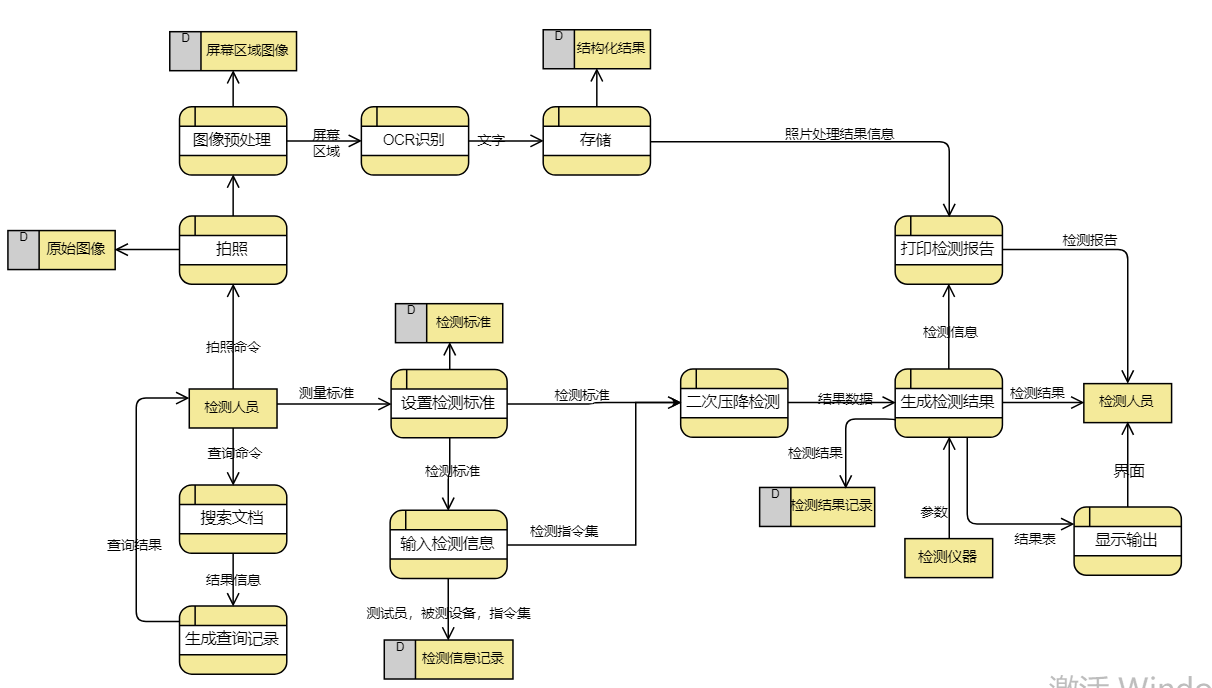 D
屏幕区域图像
D
结构化结果
图像预处理
屏幕
区域
OCR识别
文字
存储
照片处理结果信息
D
原始图像
拍照
打印检测报告
检测报告
D
检测标准
拍照命令
检测信息
检测人员
测量标准
设置检测标准
检测标准
二次压降检测
结果数据
生成检测结果
检测结果
检测人员
查询命令
检测标准
检测结果
界面
D
检测结果记录
搜索文档
输入检测信息
检测指令集
参数
结果表
显示输出
查询结果
检测仪器
结果信息
测试员，被测设备，指令集
生成查询记录
D
检测信息记录
激活 Windo